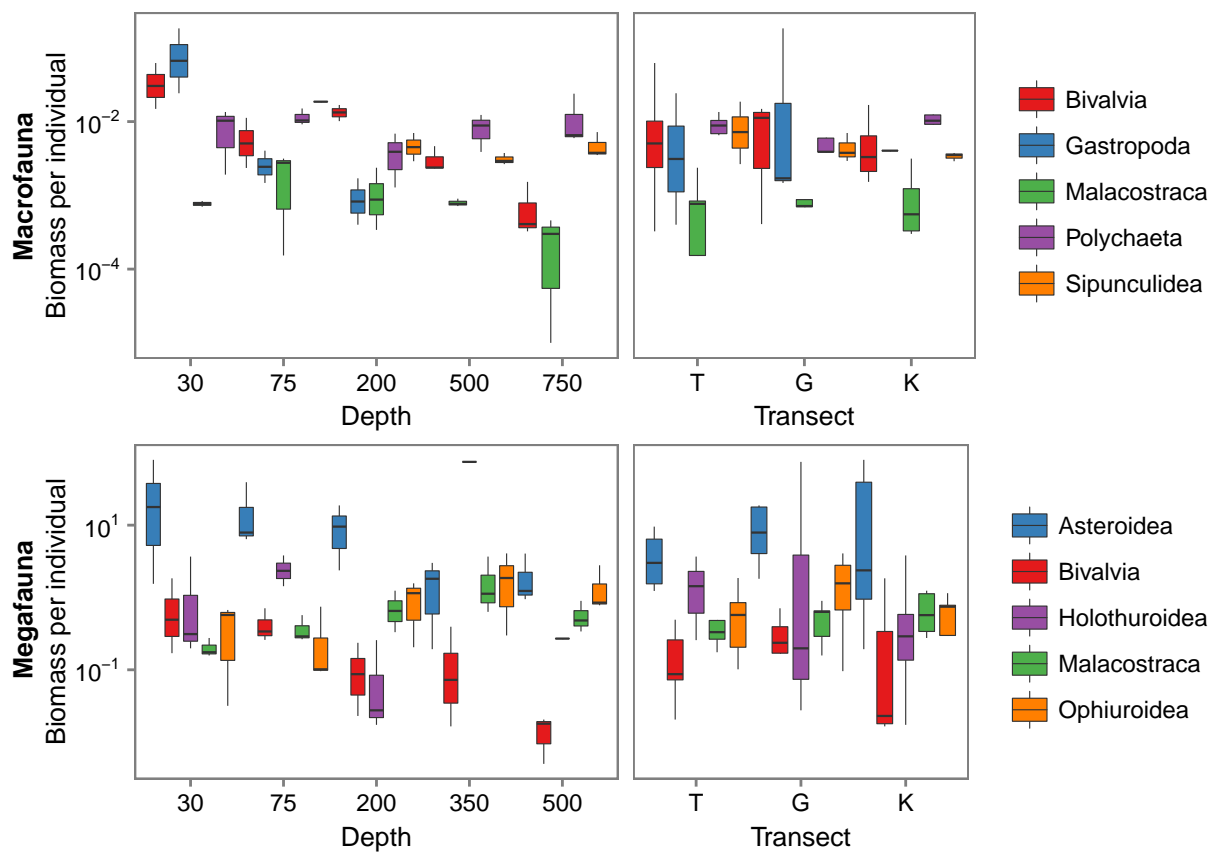 Macrofauna
Biomass per individual
10−2
10−4
30 75 200 500 750
Depth
T G K
Transect
Bivalvia
Gastropoda
Malacostraca
Polychaeta
Sipunculidea
Megafauna
Biomass per individual
101
10−1
30 75 200 350 500
Depth
T G K
Transect
Asteroidea
Bivalvia
Holothuroidea
Malacostraca
Ophiuroidea